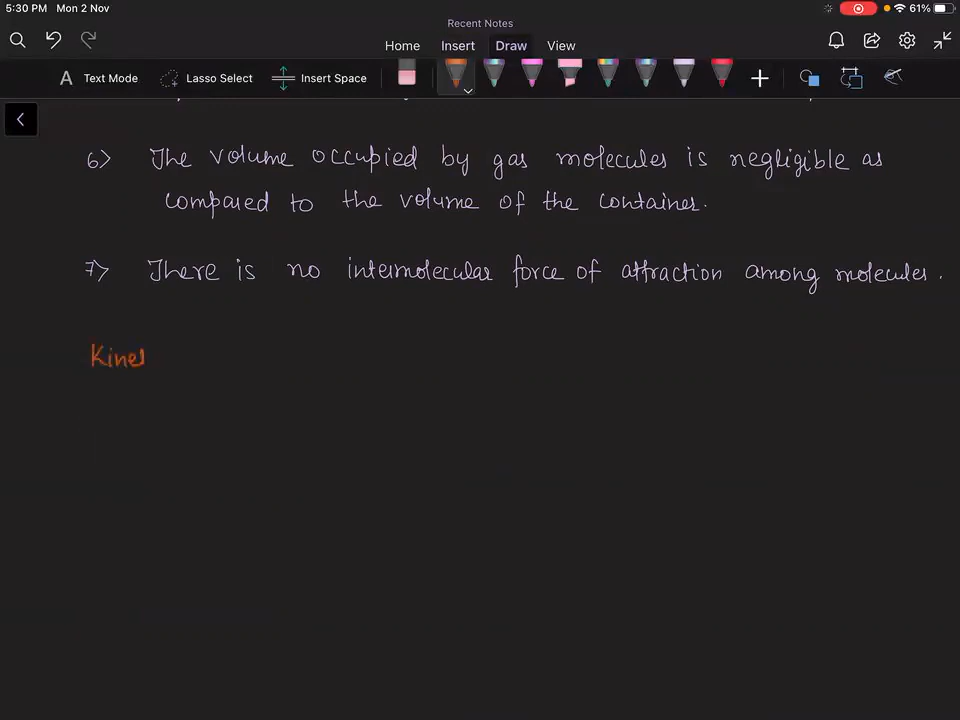 5:30 PM Mon 2 Nov
61%
Recent Notes
Home Insert Draw View
Text Mode Lasso Select Insert Space
6> The volume occupied by gas molecules is negligible as
compared to the volume of the container.
7> There is no intermolecular force of attraction among molecules.